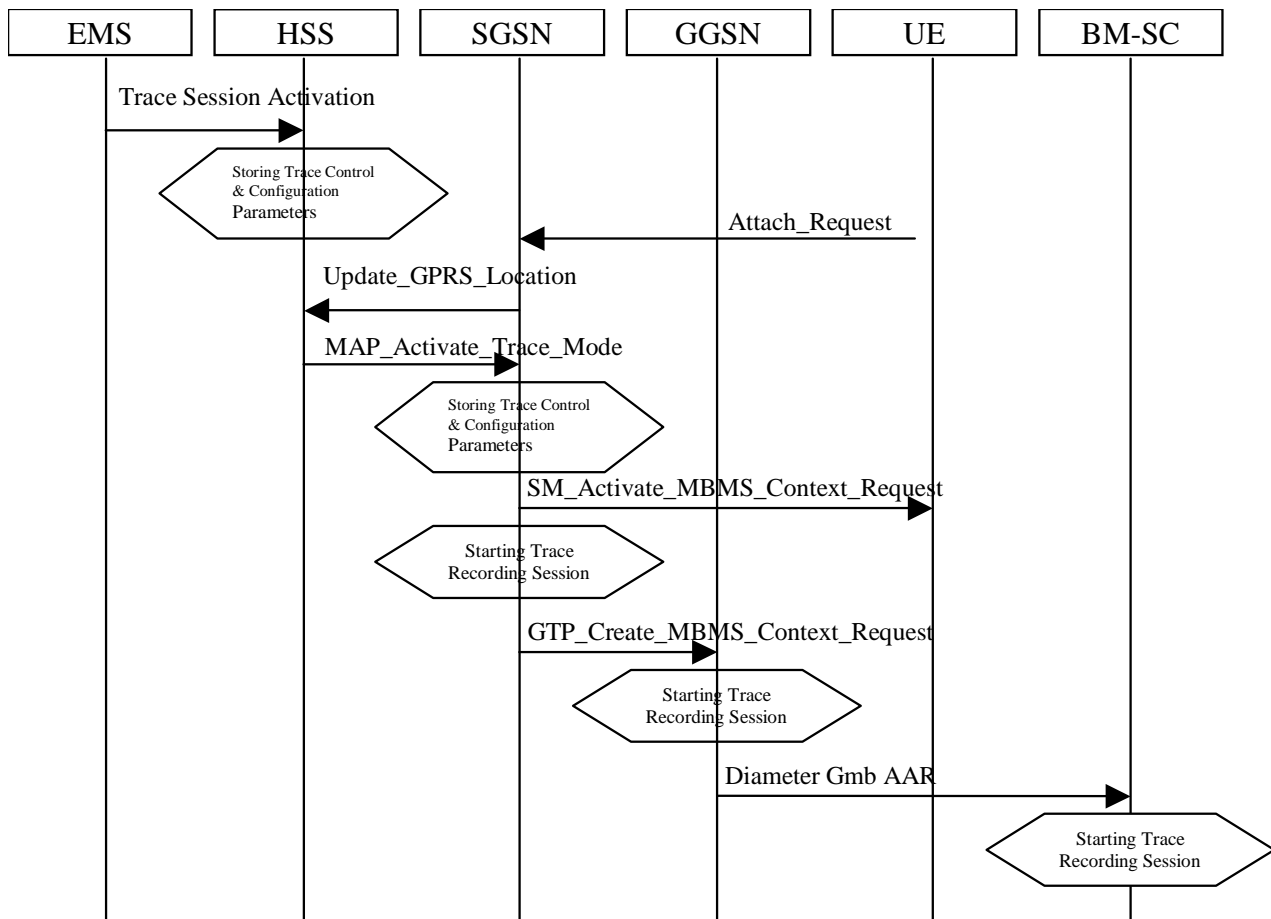 EMS
HSS
SGSN
GGSN
UE
BM-SC
Trace Session Activation
Storing Trace Control
& Configuration
Parameters
Attach_Request
Update_GPRS_Location
MAP_Activate_Trace_Mode
Storing Trace Control
& Configuration
Parameters
SM_Activate_MBMS_Context_Request
Starting Trace
Recording Session
GTP_Create_MBMS_Context_Request
Starting Trace
Recording Session
Diameter Gmb AAR
Starting Trace
Recording Session